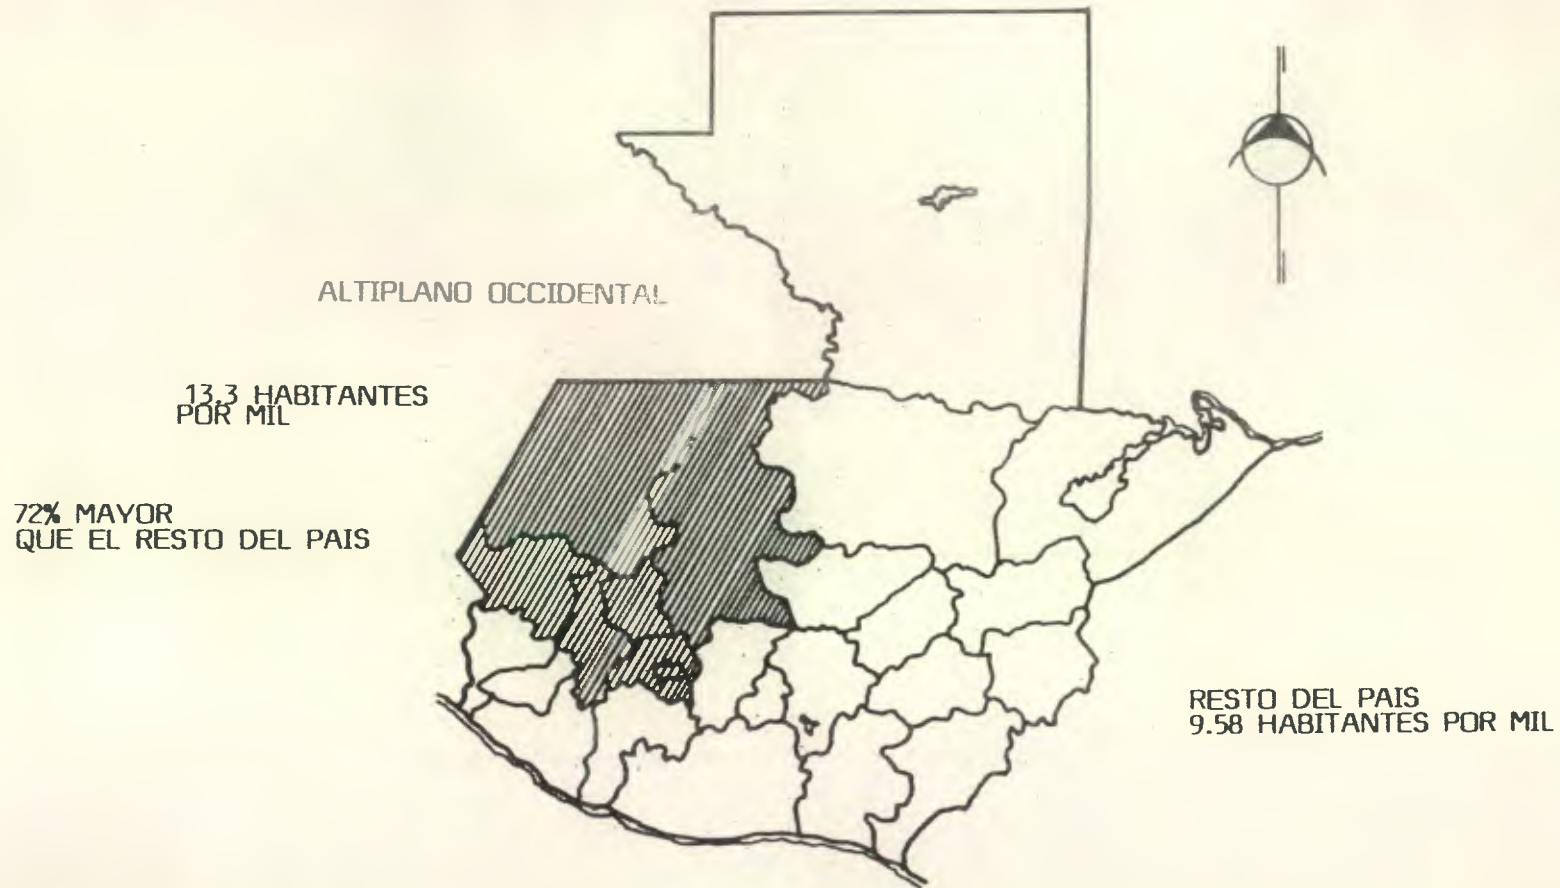 ALTIPLANO OCCIDENTAL
13.3 HABITANTES
POR MIL
72% MAYOR
QUE EL RESTO DEL PAIS
RESTO DEL PAIS
9.58 HABITANTES POR MIL